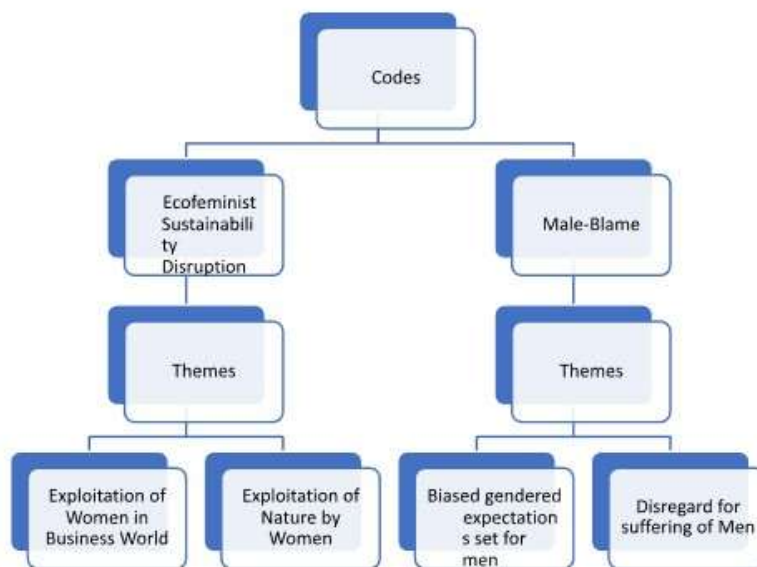 Codes
Ecofeminist
Sustainabili
ty
Disruption
Male-Blame
Themes
Themes
Exploitation of
Women in
Business World
Exploitation of
Nature by
Women
Biased gendered
expectation
s set for
men
Disregard for
suffering of Men